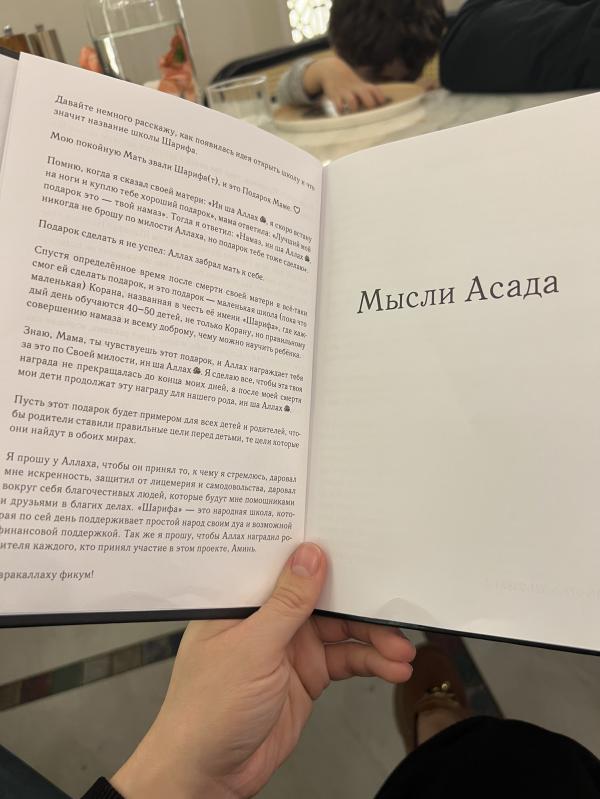 Давайте немного расскажу, как появилась идея открыть школу и что
значит название школы Шарифа.
Мою покойную Мать звали Шарифа(т), и это Подарок Маме. ♡
Помню, когда я сказал своей матери: «Ин ша Аллах, я скоро встану
на ноги и куплю тебе хороший подарок», мама ответила: «Лучший мой
подарок это — твой намаз». Тогда я ответил: «Намаз, ин ша Аллах
никогда не брошу по милости Аллаха, но подарок тебе тоже сделаю»
Подарок сделать я не успел: Аллах забрал мать к себе.
Спустя определённое время после смерти своей матери я всё-таки
смог ей сделать подарок, и это подарок — маленькая школа (пока что
маленькая) Корана, названная в честь её имени «Шарифа», где каж-
дый день обучаются 40–50 детей, не только Корану, но правильному
совершению намаза и всему доброму, чему можно научить ребёнка.
Знаю, Мама, ты чувствуешь этот подарок, и Аллах награждает тебя
за это по Своей милости, ин ша Аллах. Я сделаю все, чтобы эта твоя
награда не прекращалась до конца моих дней, а после моей смерти
мои дети продолжат эту награду для нашего рода, ин ша Аллах
Пусть этот подарок будет примером для всех детей и родителей, что-
бы родители ставили правильные цели перед детьми, те цели которые
они найдут в обоих мирах.
Я прошу у Аллаха, чтобы он принял то, к чему я стремлюсь, даровал
мне искренность, защитил от лицемерия и самодовольства, даровал
вокруг себя благочестивых людей, которые будут мне помощниками
и друзьями в благих делах. «Шарифа» — это народная школа, кото-
рая по сей день поддерживает простой народ своим дуа и возможной
финансовой поддержкой. Так же я прошу, чтобы Аллах наградил ро-
ителя каждого, кто принял участие в этом проекте, Аминь.
аракаллаху фикум!
Мысли Асада